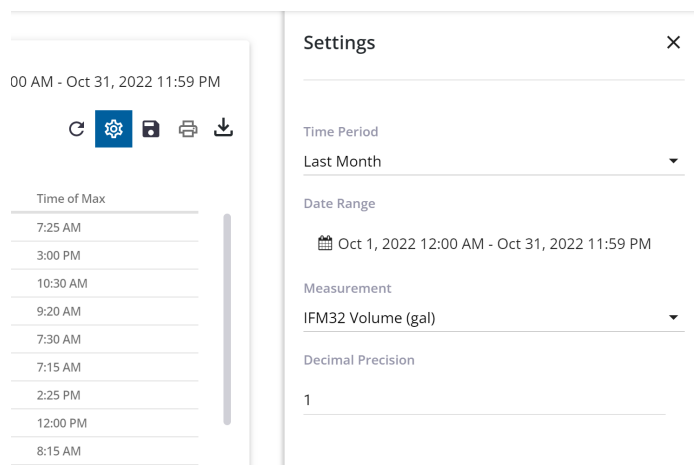 00 AM - Oct 31, 2022 11:59 PM
Time of Max
7:25 AM
3:00 PM
10:30 AM
9:20 AM
7:30 AM
7:15 AM
2:25 PM
12:00 PM
8:15 AM
Settings
Time Period
Last Month
Date Range
Oct 1, 2022 12:00 AM - Oct 31, 2022 11:59 PM
Measurement
IFM32 Volume (gal)
Decimal Precision
1